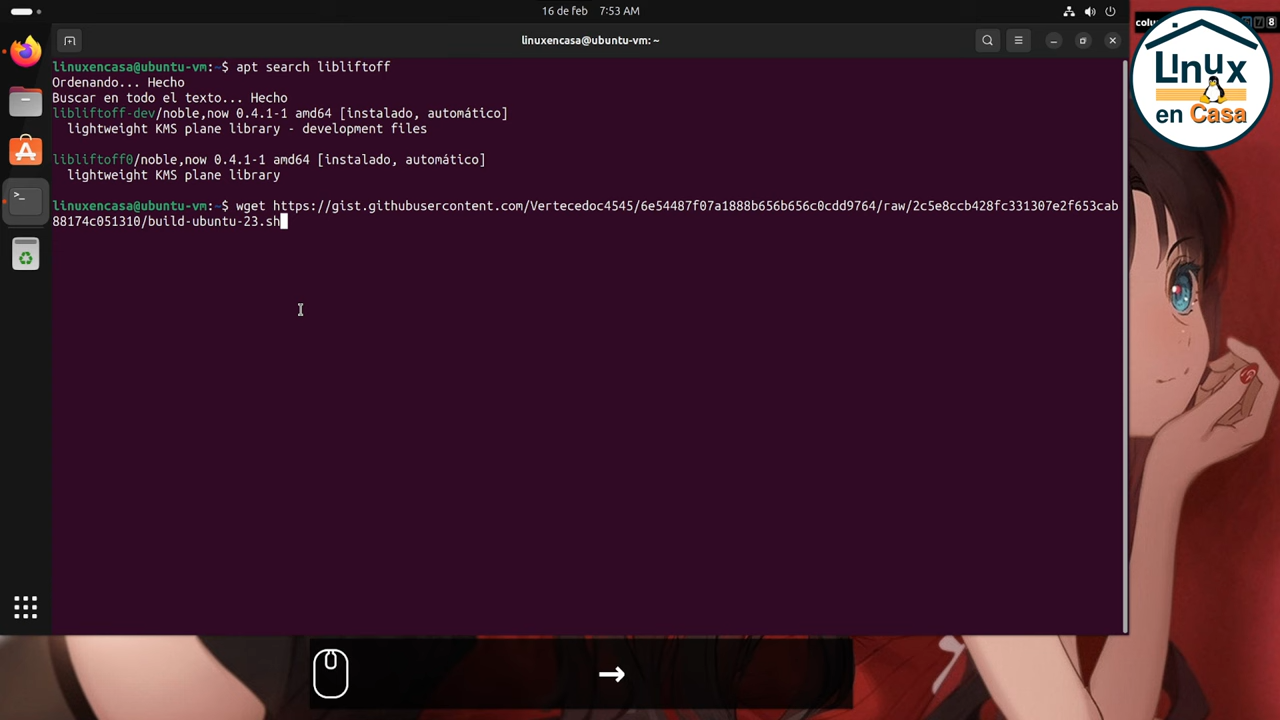 16 de feb 7:53 AM
linuxencasa@ubuntu-vm: ~
linuxencasa@ubuntu-vm:~$ apt search libliftoff
Ordenando... Hecho
Buscar en todo el texto... Hecho
libliftoff-dev/noble,now 0.4.1-1 amd64 [instalado, automático]
lightweight KMS plane library - development files
libliftoff0/noble,now 0.4.1-1 amd64 [instalado, automático]
lightweight KMS plane library
linuxencasa@ubuntu-vm:~$ wget https://gist.githubusercontent.com/Vertecedoc4545/6e54487f07a1888b656b656c0cdd9764/raw/2c5e8ccb428fc331307e2f653cab
88174c051310/build-ubuntu-23.sh
7 8
LInux
en Casa